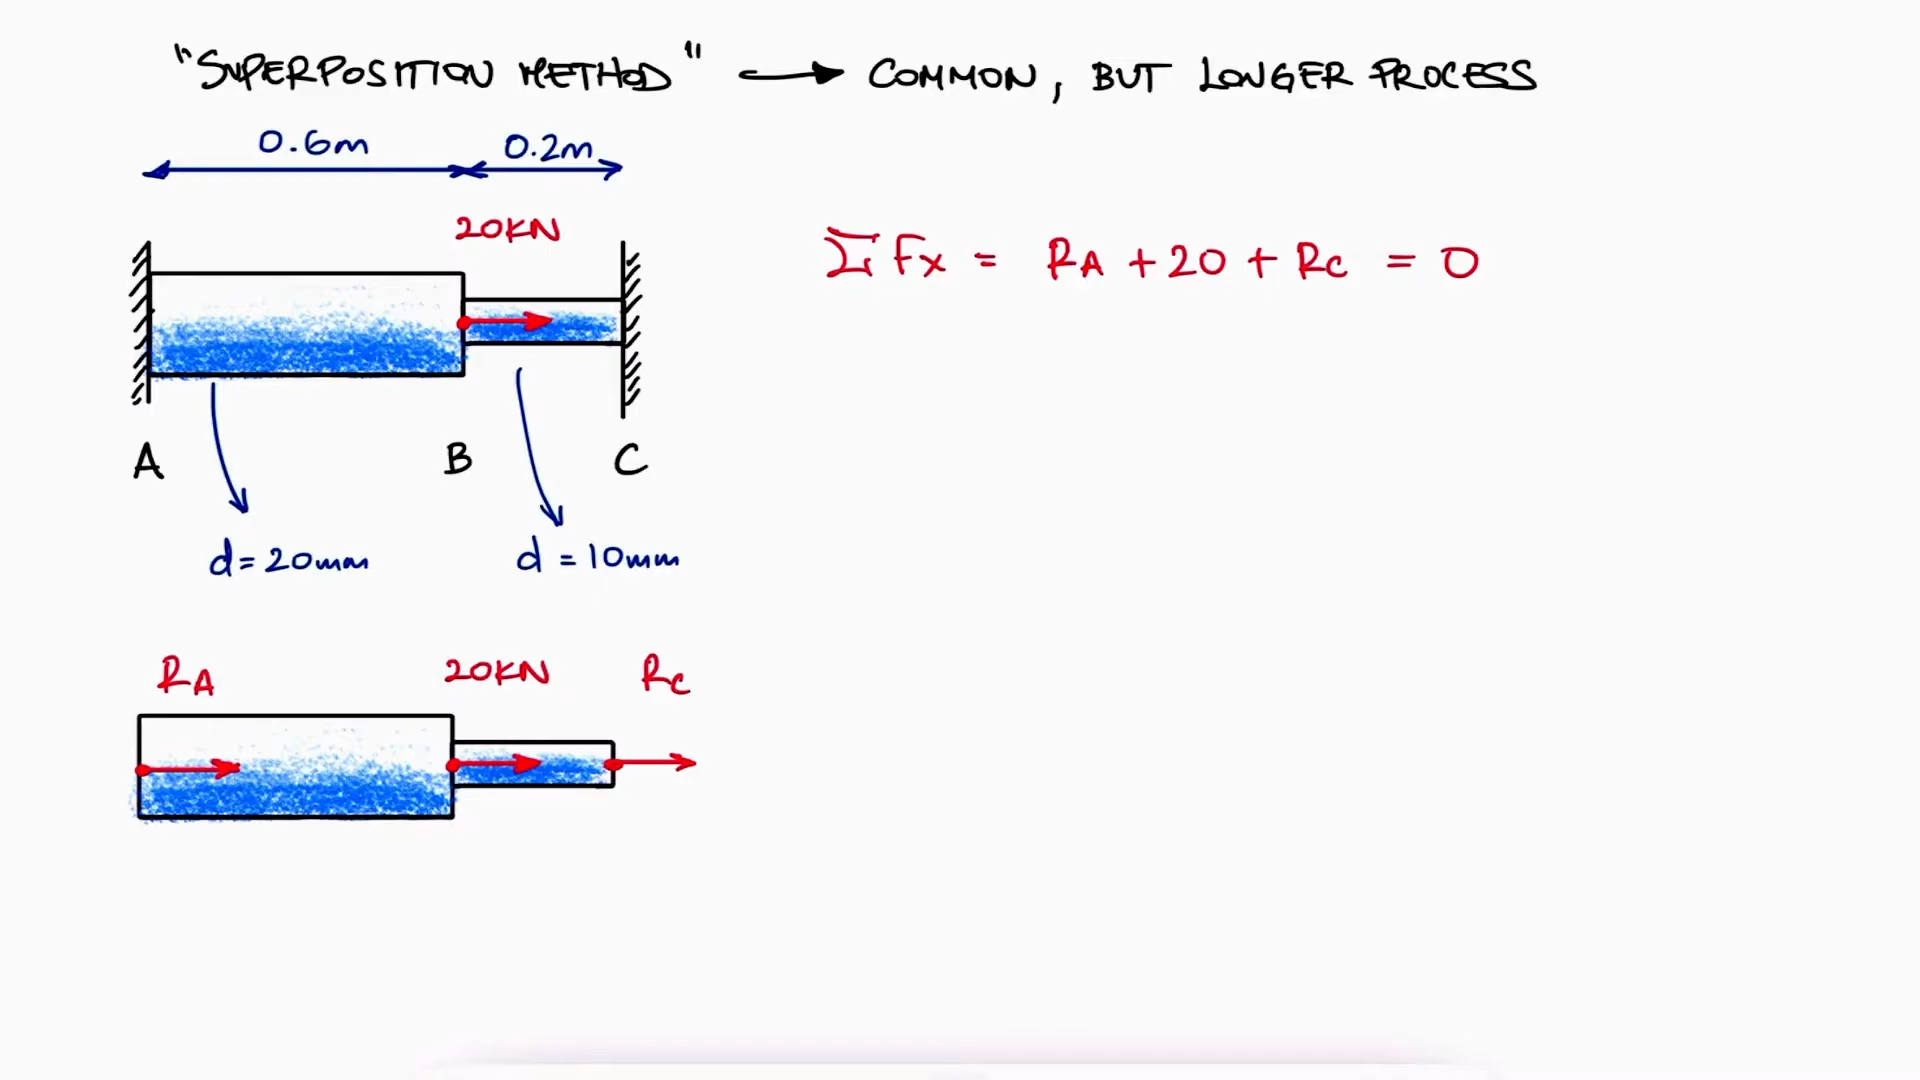 "SUPERPOSITION METHOD" → COMMON, BUT LONGER PROCESS
0.6m 0.2m
20KN
ΣFx = RA + 20 + RC = 0
A B C
d = 20mm d = 10mm
RA 20KN RC